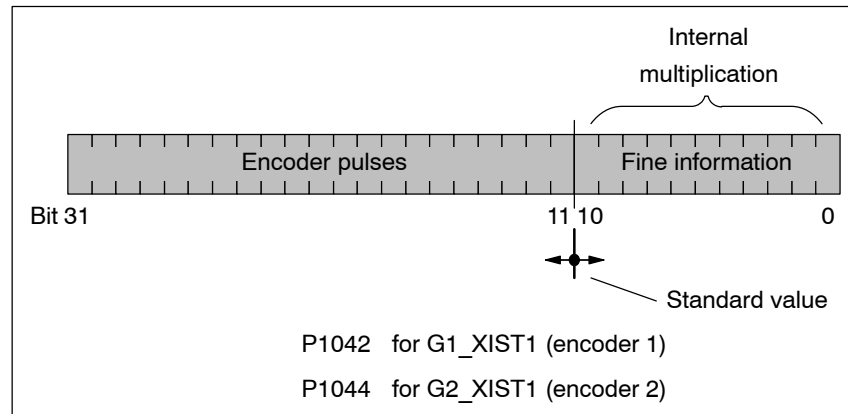 Internal
multiplication
Encoder pulses
Fine information
Bit 31
11 10
0
Standard value
P1042 for G1_XIST1 (encoder 1)
P1044 for G2_XIST1 (encoder 2)